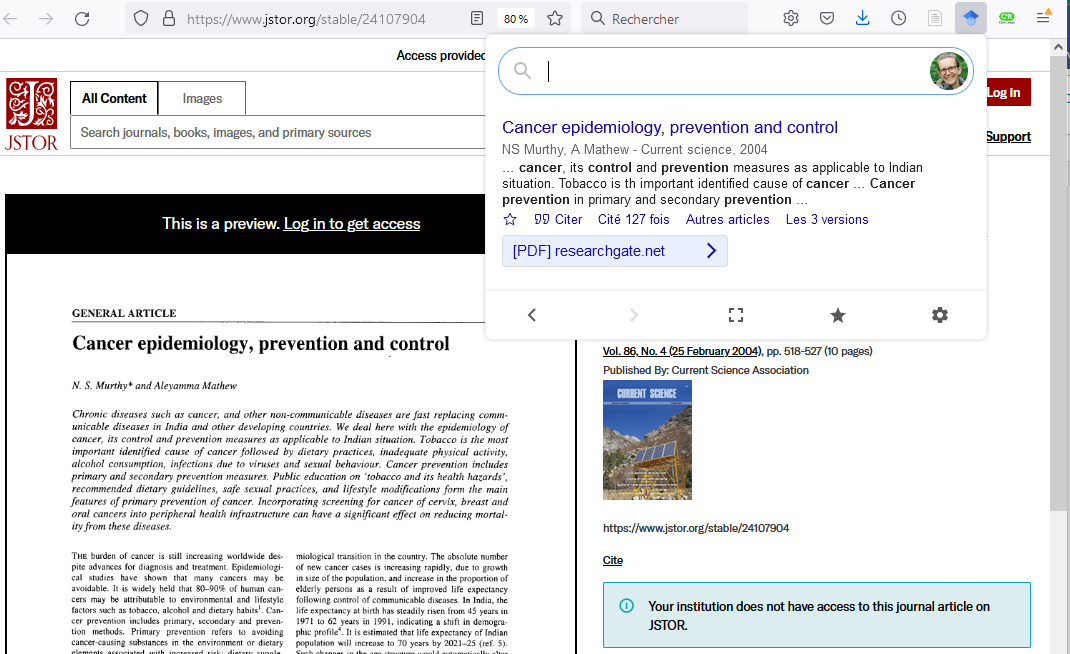 https://www.jstor.org/stable/24107904
80 %
Rechercher
Access provided
JSTOR
All Content
Images
Search journals, books, images, and primary sources
Log in
Support
Cancer epidemiology, prevention and control
NS Murthy, A Mathew - Current science, 2004
... cancer, its control and prevention measures as applicable to Indian
situation. Tobacco is th important identified cause of cancer ... Cancer
prevention in primary and secondary prevention ...
Citer Cité 127 fois Autres articles Les 3 versions
[PDF] researchgate.net
This is a preview. Log in to get access
GENERAL ARTICLE
Cancer epidemiology, prevention and control
N. S. Murthy* and Aleyamma Mathew
Chronic diseases such as cancer, and other non-communicable diseases are fast replacing comm-
unicable diseases in India and other developing countries. We deal here with the epidemiology of
cancer, its control and prevention measures as applicable to Indian situation. Tobacco is the most
important identified cause of cancer followed by dietary practices, inadequate physical activity,
alcohol consumption, infections due to viruses and sexual behaviour. Cancer prevention includes
primary and secondary prevention measures. Public education on 'tobacco and its health hazards',
recommended dietary guidelines, safe sexual practices, and lifestyle modifications form the main
features of primary prevention of cancer. Incorporating screening for cancer of cervix, breast and
oral cancers into peripheral health infrastructure can have a significant effect on reducing mortal-
ity from these diseases.
THE burden of cancer is still increasing worldwide des-
pite advances for diagnosis and treatment. Epidemiologi-
cal studies have shown that many cancers may be
avoidable. It is widely held that 80–90% of human can-
cers may be attributable to environmental and lifestyle
factors such as tobacco, alcohol and dietary habits1. Can-
cer prevention includes primary, secondary and preven-
tion methods. Primary prevention refers to avoiding
cancer-causing substances in the environment or dietary
elements associated with increased risk: dietary supple-
miological transition in the country. The absolute number
of new cancer cases is increasing rapidly, due to growth
in size of the population, and increase in the proportion of
elderly persons as a result of improved life expectancy
following control of communicable diseases. In India, the
life expectancy at birth has steadily risen from 45 years in
1971 to 62 years in 1991, indicating a shift in demogra-
phic profile4. It is estimated that life expectancy of Indian
population will increase to 70 years by 2021–25 (ref. 5).
Such changes in the age structure would automatically alter
Vol. 86, No. 4 (25 February 2004), pp. 518-527 (10 pages)
Published By: Current Science Association
CURRENT SCIENCE
https://www.jstor.org/stable/24107904
Cite
Your institution does not have access to this journal article on
JSTOR.